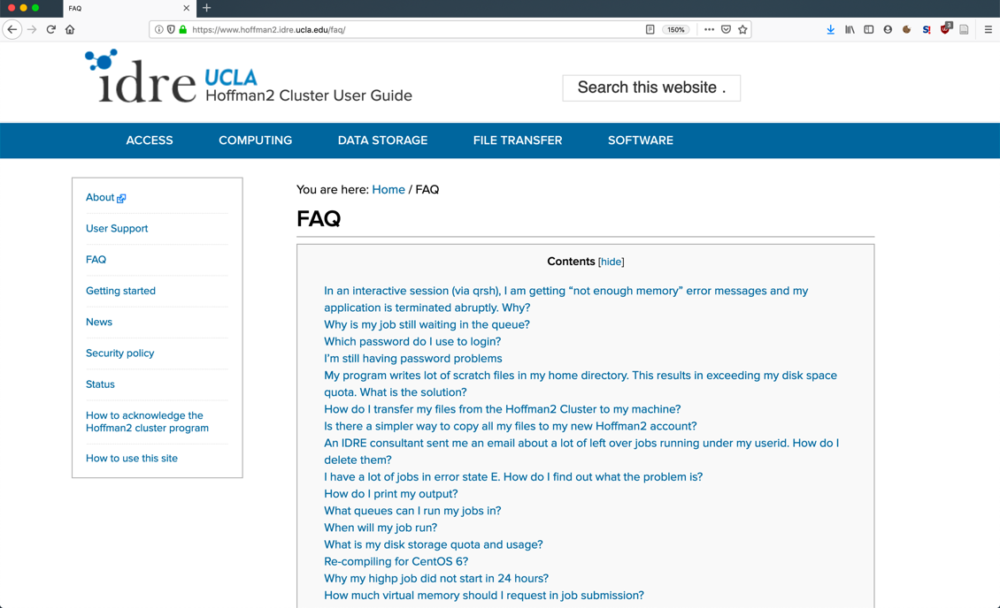 FAQ
https://www.hoffman2.idre.ucla.edu/faq/
150%
S!
3
idre UCLA
Hoffman2 Cluster User Guide
Search this website .
ACCESS COMPUTING DATA STORAGE FILE TRANSFER SOFTWARE
About
User Support
FAQ
Getting started
News
Security policy
Status
How to acknowledge the
Hoffman2 cluster program
How to use this site
You are here: Home / FAQ
FAQ
Contents [hide]
In an interactive session (via qrsh), I am getting “not enough memory” error messages and my
application is terminated abruptly. Why?
Why is my job still waiting in the queue?
Which password do I use to login?
I’m still having password problems
My program writes lot of scratch files in my home directory. This results in exceeding my disk space
quota. What is the solution?
How do I transfer my files from the Hoffman2 Cluster to my machine?
Is there a simpler way to copy all my files to my new Hoffman2 account?
An IDRE consultant sent me an email about a lot of left over jobs running under my userid. How do I
delete them?
I have a lot of jobs in error state E. How do I find out what the problem is?
How do I print my output?
What queues can I run my jobs in?
When will my job run?
What is my disk storage quota and usage?
Re-compiling for CentOS 6?
Why my highp job did not start in 24 hours?
How much virtual memory should I request in job submission?